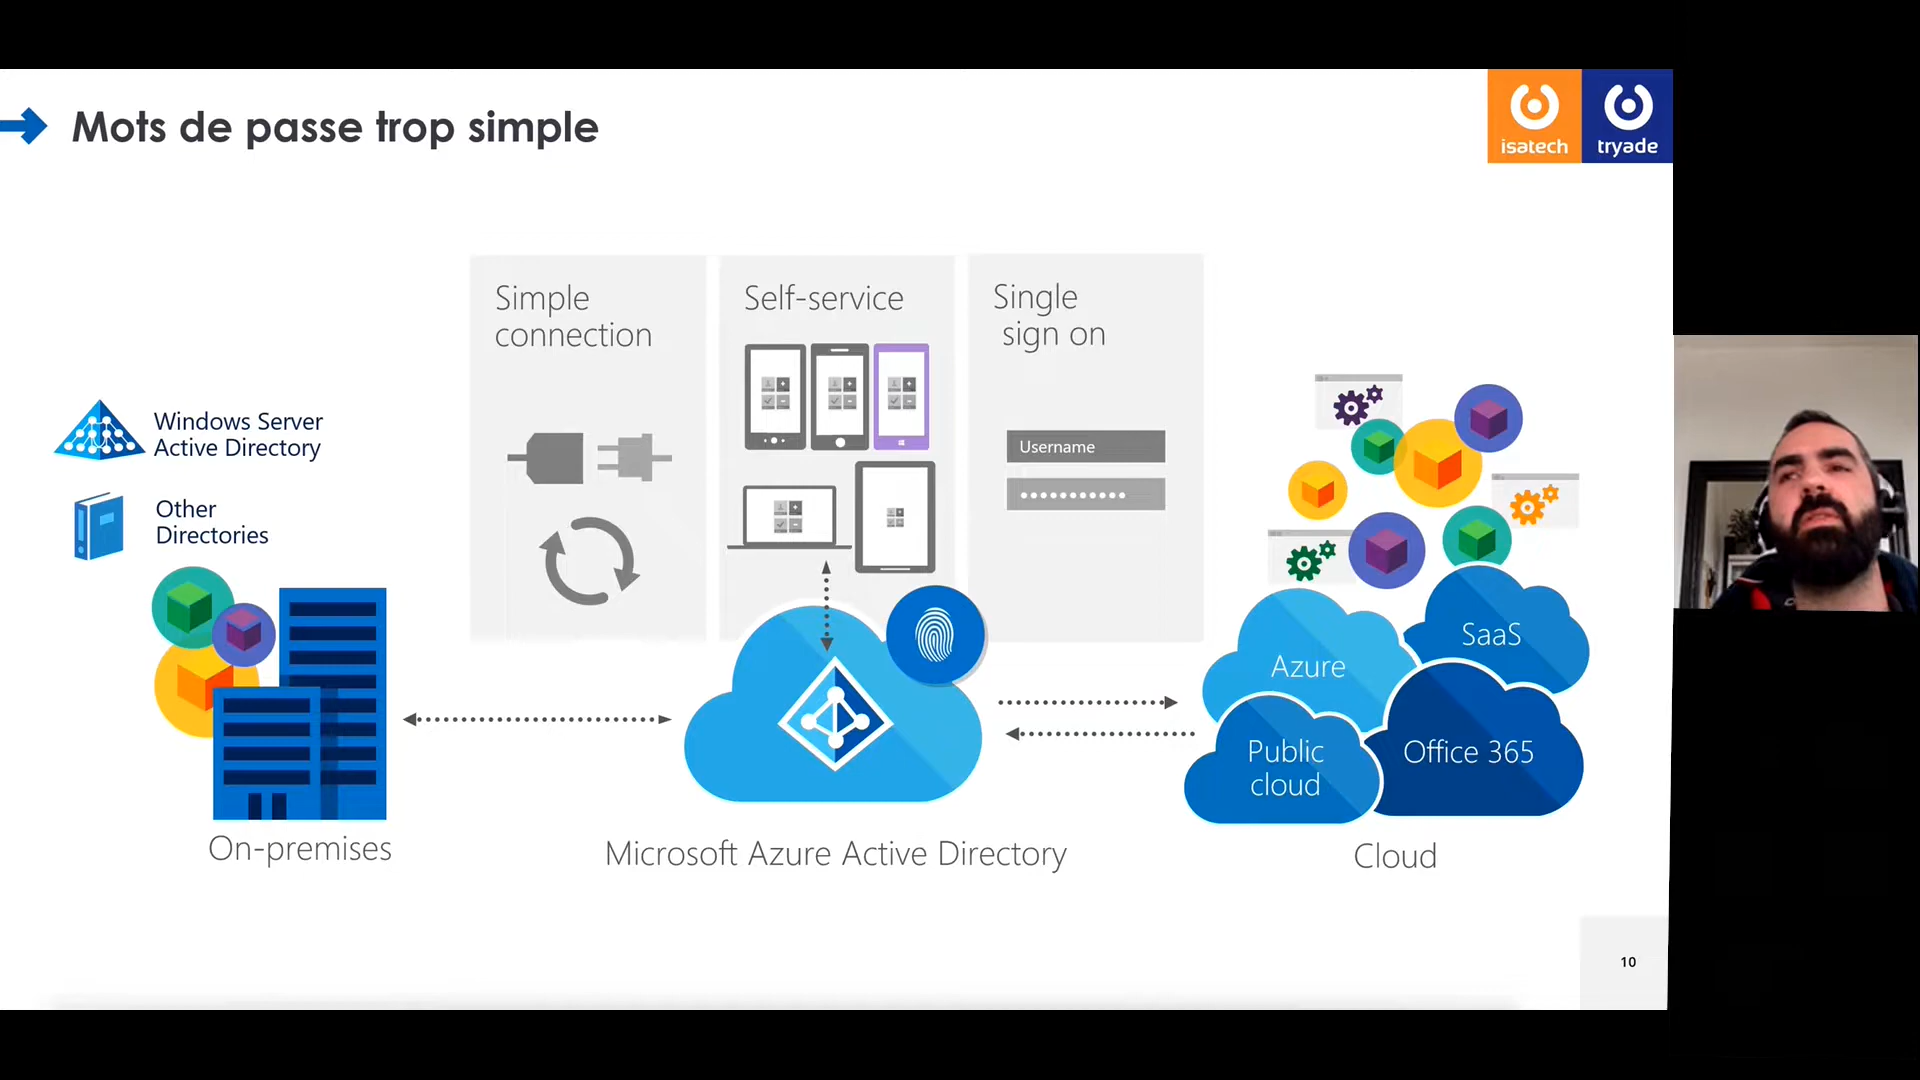 Mots de passe trop simple
isatech
tryade
Simple
connection
Self-service
Single
sign on
Windows Server
Active Directory
Username
Other
Directories
SaaS
Azure
Public
cloud
Office 365
On-premises
Microsoft Azure Active Directory
Cloud
10